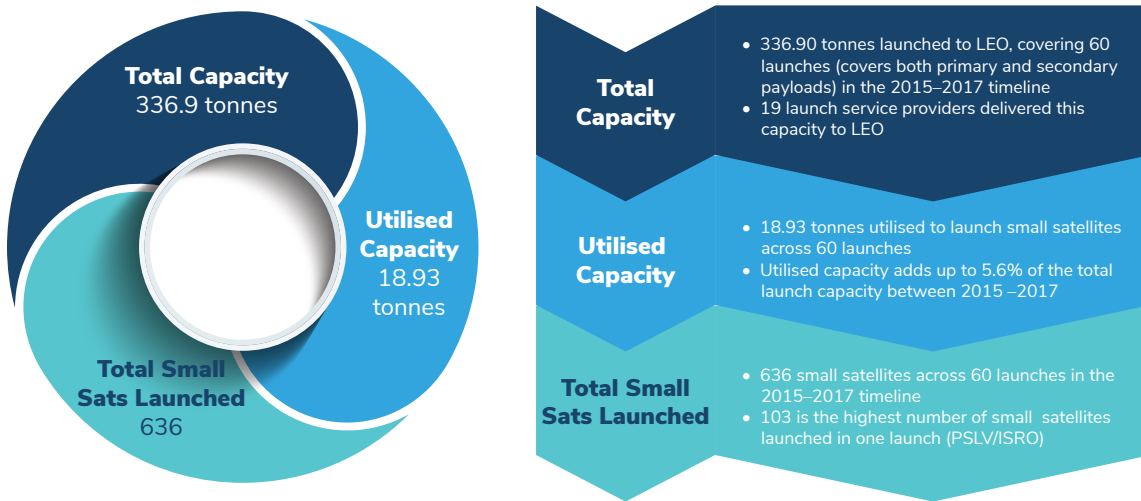 Total Capacity
336.9 tonnes
Utilised
Capacity
18.93
tonnes
Total Small
Sats Launched
636
Total
Capacity
• 336.90 tonnes launched to LEO, covering 60
launches (covers both primary and secondary
payloads) in the 2015–2017 timeline
• 19 launch service providers delivered this
capacity to LEO
Utilised
Capacity
• 18.93 tonnes utilised to launch small satellites
across 60 launches
• Utilised capacity adds up to 5.6% of the total
launch capacity between 2015 –2017
Total Small
Sats Launched
• 636 small satellites across 60 launches in the
2015–2017 timeline
• 103 is the highest number of small satellites
launched in one launch (PSLV/ISRO)